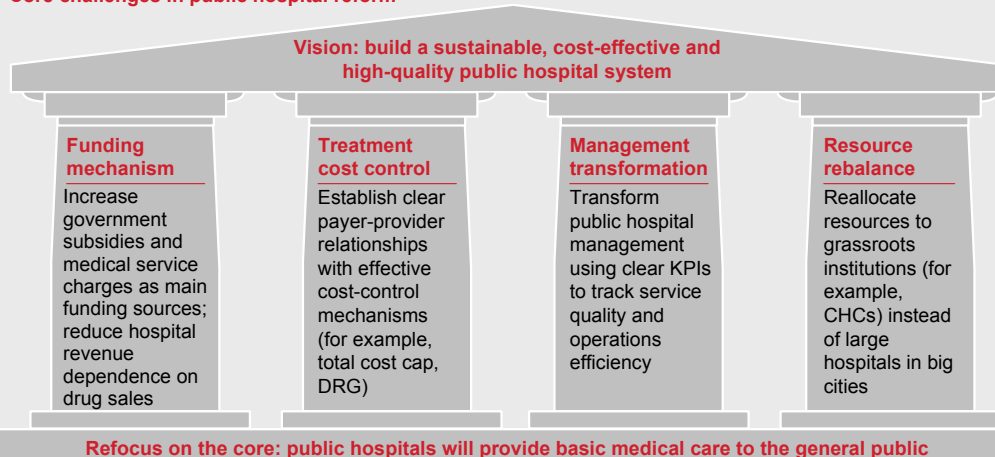 Core challenges in public hospital reform
Vision: build a sustainable, cost-effective and
high-quality public hospital system
Funding
mechanism
Increase
government
subsidies and
medical service
charges as main
funding sources;
reduce hospital
revenue
dependence on
drug sales
Treatment
cost control
Establish clear
payer-provider
relationships
with effective
cost-control
mechanisms
(for example,
total cost cap,
DRG)
Management
transformation
Transform
public hospital
management
using clear KPIs
to track service
quality and
operations
efficiency
Resource
rebalance
Reallocate
resources to
grassroots
institutions (for
example,
CHCs) instead
of large
hospitals in big
cities
Refocus on the core: public hospitals will provide basic medical care to the general public